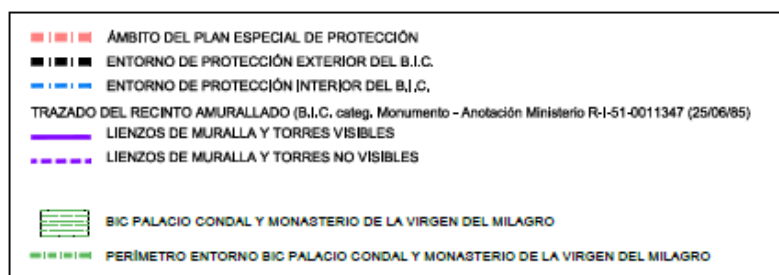 ÁMBITO DEL PLAN ESPECIAL DE PROTECCIÓN
ENTORNO DE PROTECCIÓN EXTERIOR DEL B.I.C.
ENTORNO DE PROTECCIÓN INTERIOR DEL B.I.C.
TRAZADO DEL RECINTO AMURALLADO (B.I.C. categ. Monumento - Anotación Ministerio R-I-51-0011347 (25/06/85)
LIENZOS DE MURALLA Y TORRES VISIBLES
LIENZOS DE MURALLA Y TORRES NO VISIBLES
BIC PALACIO CONDAL Y MONASTERIO DE LA VIRGEN DEL MILAGRO
PERÍMETRO ENTORNO BIC PALACIO CONDAL Y MONASTERIO DE LA VIRGEN DEL MILAGRO